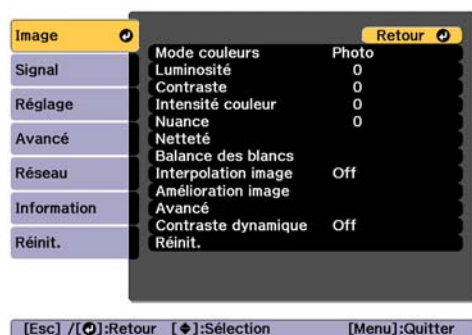 Image
Signal
Réglage
Avancé
Réseau
Information
Réinit.
Retour
Mode couleurs Photo
Luminosité 0
Contraste 0
Intensité couleur 0
Nuance 0
Netteté
Balance des blancs
Interpolation image Off
Amélioration image
Avancé
Contraste dynamique Off
Réinit.
[Esc] /[ ]:Retour [ ]:Sélection [Menu]:Quitter